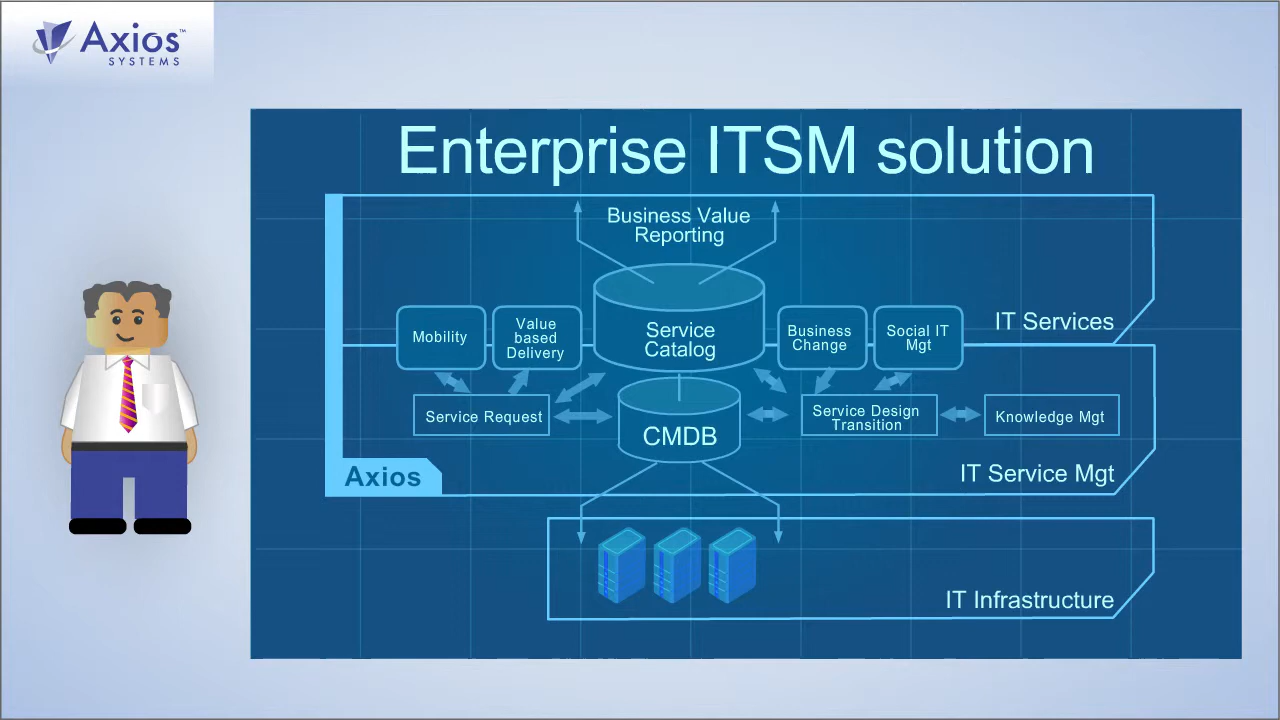 Axios™
SYSTEMS
Enterprise ITSM solution
Business Value
Reporting
IT Services
Mobility
Value
based
Delivery
Service
Catalog
Business
Change
Social IT
Mgt
Service Request
CMDB
Service Design
Transition
Knowledge Mgt
Axios
IT Service Mgt
IT Infrastructure